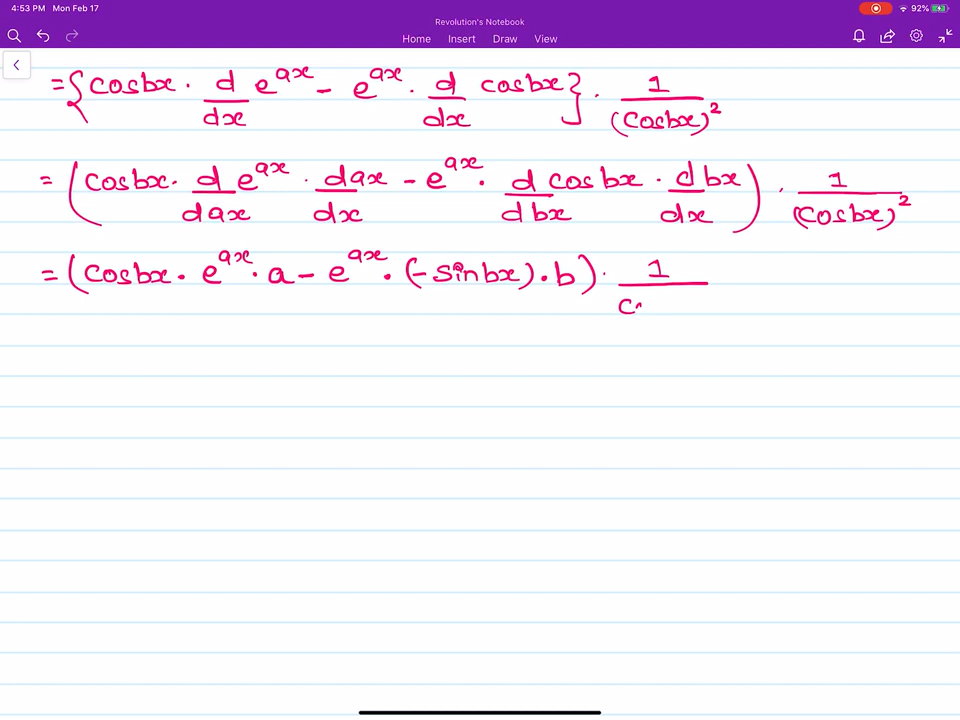 4:53 PM Mon Feb 17
92%
Revolution's Notebook
Home Insert Draw View
= {cosbx · d/dx e^ax - e^ax · d/dx cosbx} · 1/(cosbx)^2
= (cosbx · d e^ax/dax · dax/dx - e^ax · d cosbx/dbx · dbx/dx) · 1/(cosbx)^2
= (cosbx · e^ax · a - e^ax · (-sinbx) · b) · 1/c